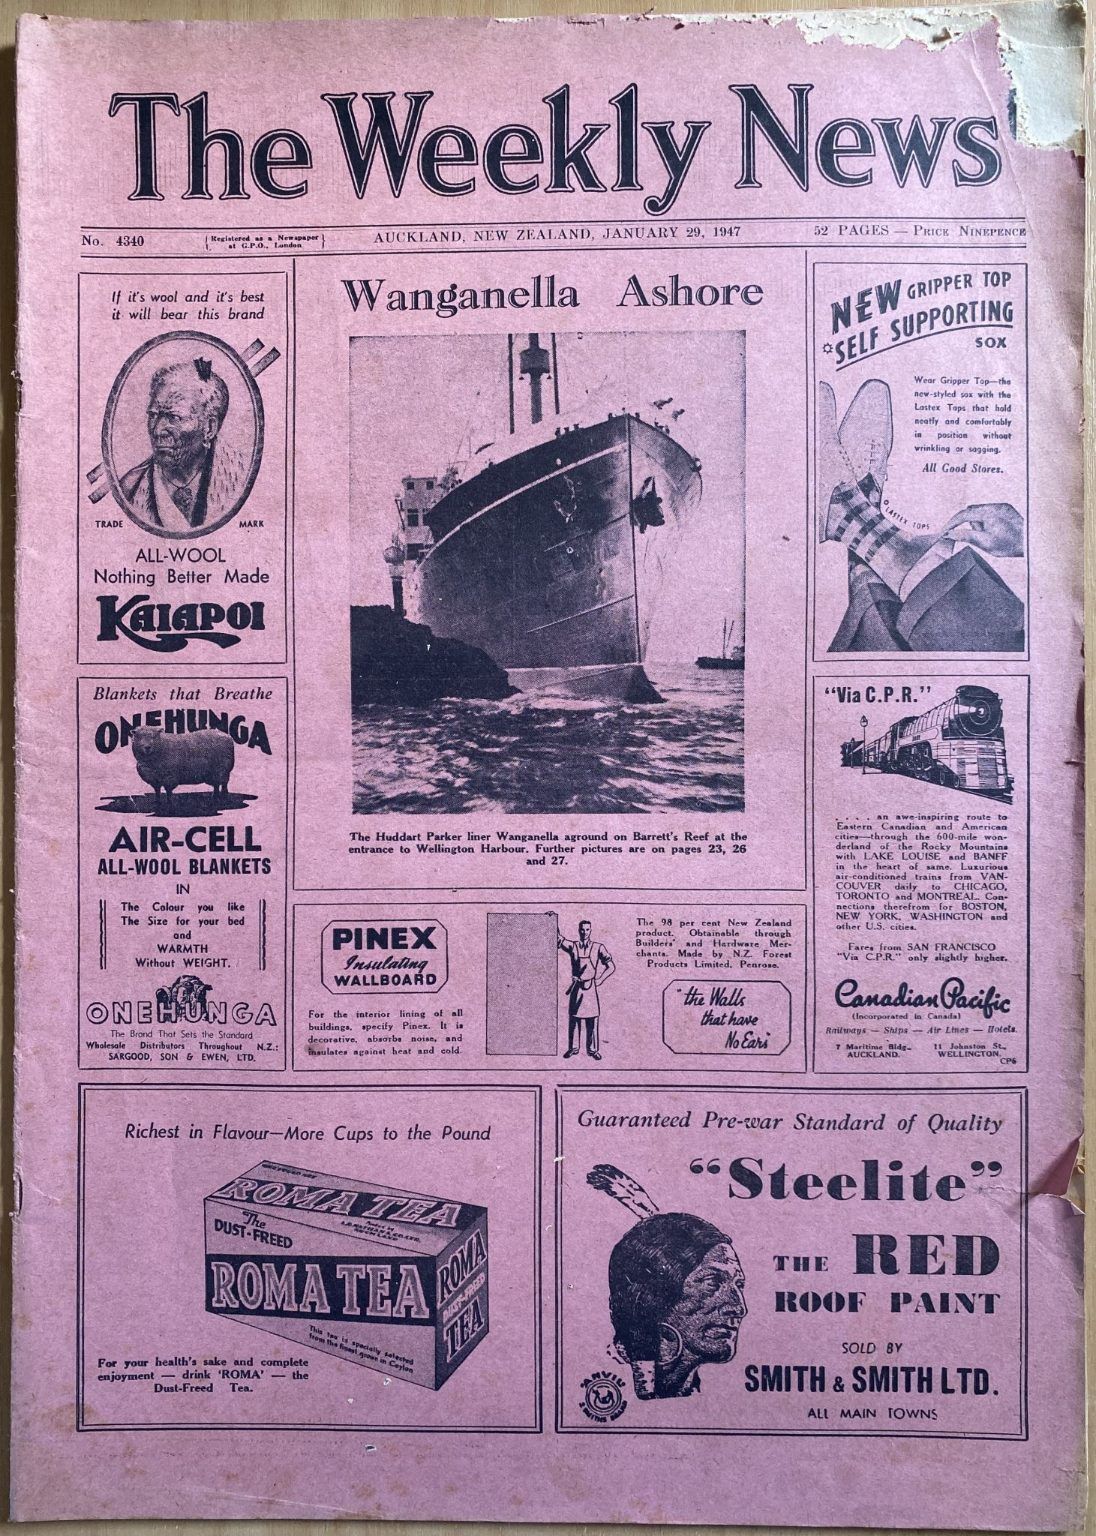 The Weekly News
No. 4340
Registered as a Newspaper
at G.P.O., London
AUCKLAND, NEW ZEALAND, JANUARY 29, 1947
52 PAGES — PRICE NINEPENCE
If it's wool and it's best
it will bear this brand
TRADE MARK
ALL-WOOL
Nothing Better Made
KAIAPOI
Blankets that Breathe
ONEHUNGA
AIR-CELL
ALL-WOOL BLANKETS
IN
The Colour you like
The Size for your bed
and
WARMTH
Without WEIGHT.
ONEHUNGA
The Brand That Sets the Standard
Wholesale Distributors Throughout N.Z.:
SARGOOD, SON & EWEN, LTD.
Wanganella Ashore
The Huddart Parker liner Wanganella aground on Barrett's Reef at the
entrance to Wellington Harbour. Further pictures are on pages 23, 26
and 27.
PINEX
Insulating
WALLBOARD
For the interior lining of all
buildings, specify Pinex. It is
decorative, absorbs noise, and
insulates against heat and cold.
The 98 per cent New Zealand
product. Obtainable through
Builders' and Hardware Mer-
chants. Made by N.Z. Forest
Products Limited, Penrose.
"the Walls
that have
No Ears"
NEW GRIPPER TOP
SELF SUPPORTING
SOX
Wear Gripper Top—the
new-styled sox with the
Lastex Tops that hold
neatly and comfortably
in position without
wrinkling or sagging.
All Good Stores.
LASTEX TOPS
"Via C.P.R."
. . . . an awe-inspiring route to
Eastern Canadian and American
cities—through the 600-mile won-
derland of the Rocky Mountains
with LAKE LOUISE and BANFF
in the heart of same. Luxurious
air-conditioned trains from VAN-
COUVER daily to CHICAGO,
TORONTO and MONTREAL. Con-
nections therefrom for BOSTON,
NEW YORK, WASHINGTON and
other U.S. cities.
Fares from SAN FRANCISCO
"Via C.P.R." only slightly higher.
Canadian Pacific
(Incorporated in Canada)
Railways — Ships — Air Lines — Hotels.
7 Maritime Bldg., 11 Johnston St.,
AUCKLAND. WELLINGTON.
CP6
Richest in Flavour—More Cups to the Pound
ROMA TEA
The
DUST-FREED
ROMA TEA
ROMA
DUST-FREED
TEA
This tea is specially selected
from the finest grown in Ceylon
For your health's sake and complete
enjoyment — drink 'ROMA' — the
Dust-Freed Tea.
Guaranteed Pre-war Standard of Quality
"Steelite"
THE RED
ROOF PAINT
SOLD BY
SMITH & SMITH LTD.
ALL MAIN TOWNS